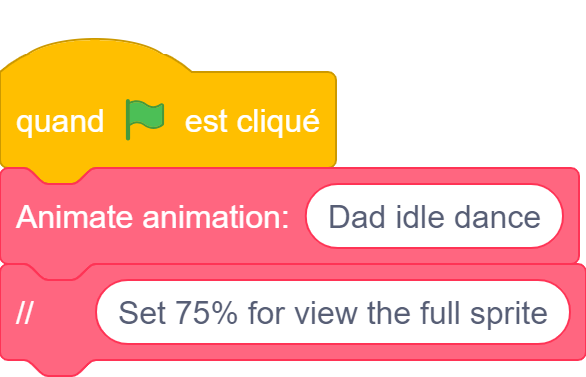 quand est cliqué
Animate animation: Dad idle dance
// Set 75% for view the full sprite